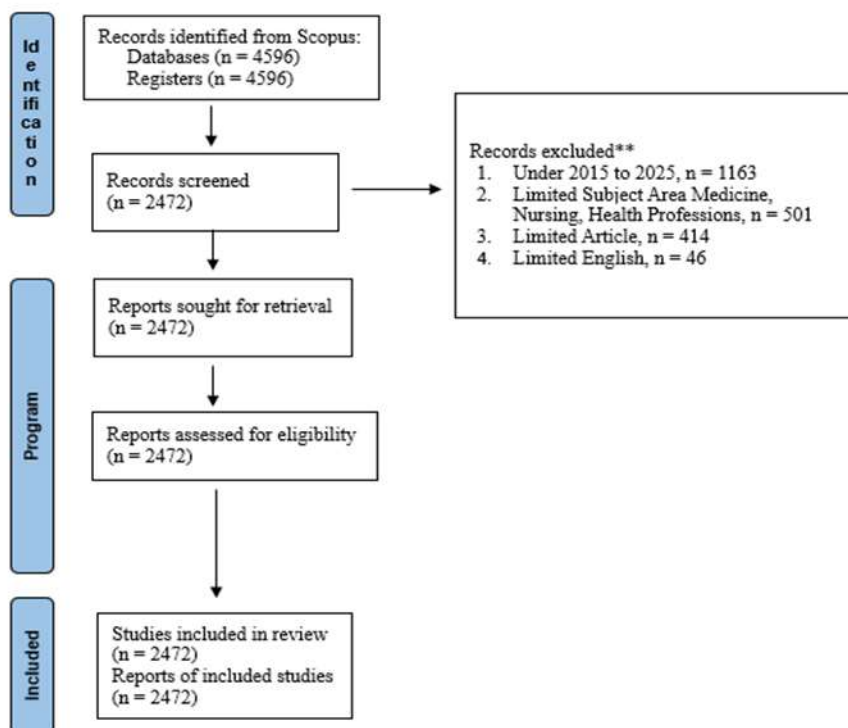 Id
e
nt
ifi
ca
ti
o
n
Records identified from Scopus:
Databases (n = 4596)
Registers (n = 4596)
Records screened
(n = 2472)
Records excluded**
1. Under 2015 to 2025, n = 1163
2. Limited Subject Area Medicine,
Nursing, Health Professions, n = 501
3. Limited Article, n = 414
4. Limited English, n = 46
Program
Reports sought for retrieval
(n = 2472)
Reports assessed for eligibility
(n = 2472)
Included
Studies included in review
(n = 2472)
Reports of included studies
(n = 2472)